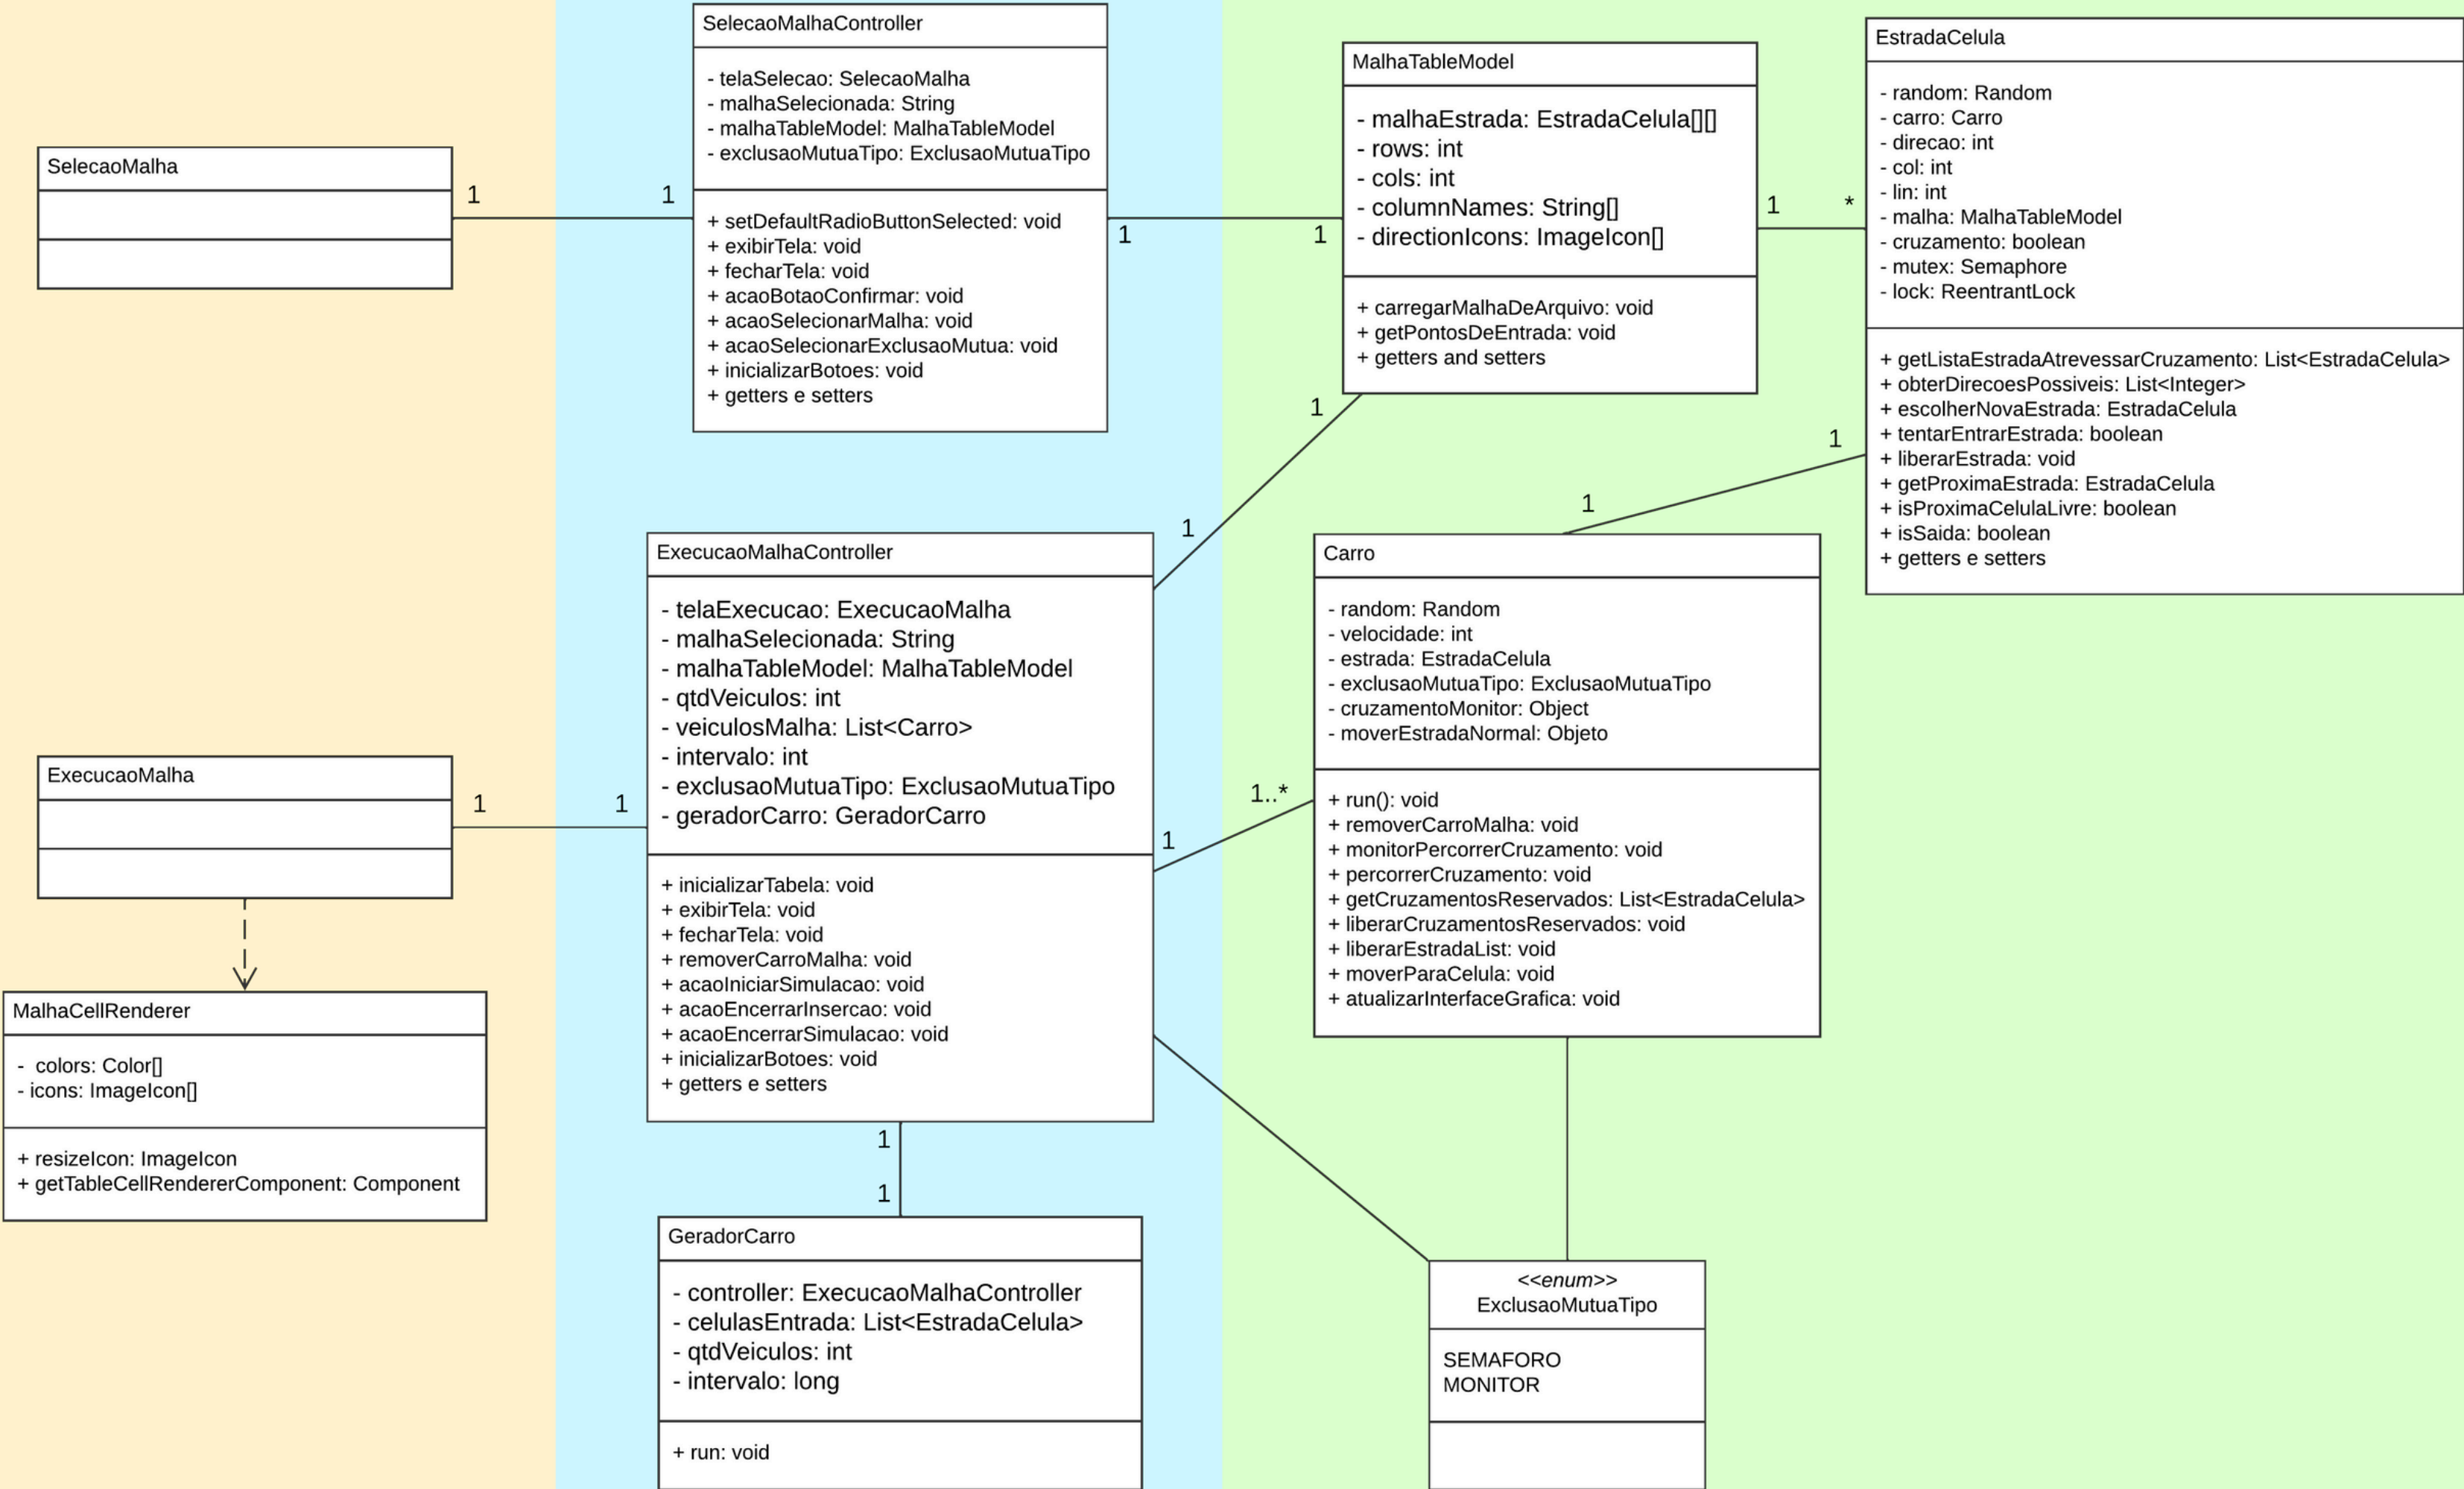 SelecaoMalha
1
1
SelecaoMalhaController
- telaSelecao: SelecaoMalha
- malhaSelecionada: String
- malhaTableModel: MalhaTableModel
- exclusaoMutuaTipo: ExclusaoMutuaTipo
+ setDefaultRadioButtonSelected: void
+ exibirTela: void
+ fecharTela: void
+ acaoBotaoConfirmar: void
+ acaoSelecionarMalha: void
+ acaoSelecionarExclusaoMutua: void
+ inicializarBotoes: void
+ getters e setters
1
1
MalhaTableModel
- malhaEstrada: EstradaCelula[][]
- rows: int
- cols: int
- columnNames: String[]
- directionIcons: ImageIcon[]
+ carregarMalhaDeArquivo: void
+ getPontosDeEntrada: void
+ getters and setters
1
*
EstradaCelula
- random: Random
- carro: Carro
- direcao: int
- col: int
- lin: int
- malha: MalhaTableModel
- cruzamento: boolean
- mutex: Semaphore
- lock: ReentrantLock
+ getListaEstradaAtrevessarCruzamento: List<EstradaCelula>
+ obterDirecoesPossiveis: List<Integer>
+ escolherNovaEstrada: EstradaCelula
+ tentarEntrarEstrada: boolean
+ liberarEstrada: void
+ getProximaEstrada: EstradaCelula
+ isProximaCelulaLivre: boolean
+ isSaida: boolean
+ getters e setters
1
1
1
1
ExecucaoMalha
1
1
ExecucaoMalhaController
- telaExecucao: ExecucaoMalha
- malhaSelecionada: String
- malhaTableModel: MalhaTableModel
- qtdVeiculos: int
- veiculosMalha: List<Carro>
- intervalo: int
- exclusaoMutuaTipo: ExclusaoMutuaTipo
- geradorCarro: GeradorCarro
+ inicializarTabela: void
+ exibirTela: void
+ fecharTela: void
+ removerCarroMalha: void
+ acaoIniciarSimulacao: void
+ acaoEncerrarInsercao: void
+ acaoEncerrarSimulacao: void
+ inicializarBotoes: void
+ getters e setters
1
1..*
Carro
- random: Random
- velocidade: int
- estrada: EstradaCelula
- exclusaoMutuaTipo: ExclusaoMutuaTipo
- cruzamentoMonitor: Object
- moverEstradaNormal: Objeto
+ run(): void
+ removerCarroMalha: void
+ monitorPercorrerCruzamento: void
+ percorrerCruzamento: void
+ getCruzamentosReservados: List<EstradaCelula>
+ liberarCruzamentosReservados: void
+ liberarEstradaList: void
+ moverParaCelula: void
+ atualizarInterfaceGrafica: void
MalhaCellRenderer
- colors: Color[]
- icons: ImageIcon[]
+ resizeIcon: ImageIcon
+ getTableCellRendererComponent: Component
1
1
GeradorCarro
- controller: ExecucaoMalhaController
- celulasEntrada: List<EstradaCelula>
- qtdVeiculos: int
- intervalo: long
+ run: void
<<enum>>
ExclusaoMutuaTipo
SEMAFORO
MONITOR